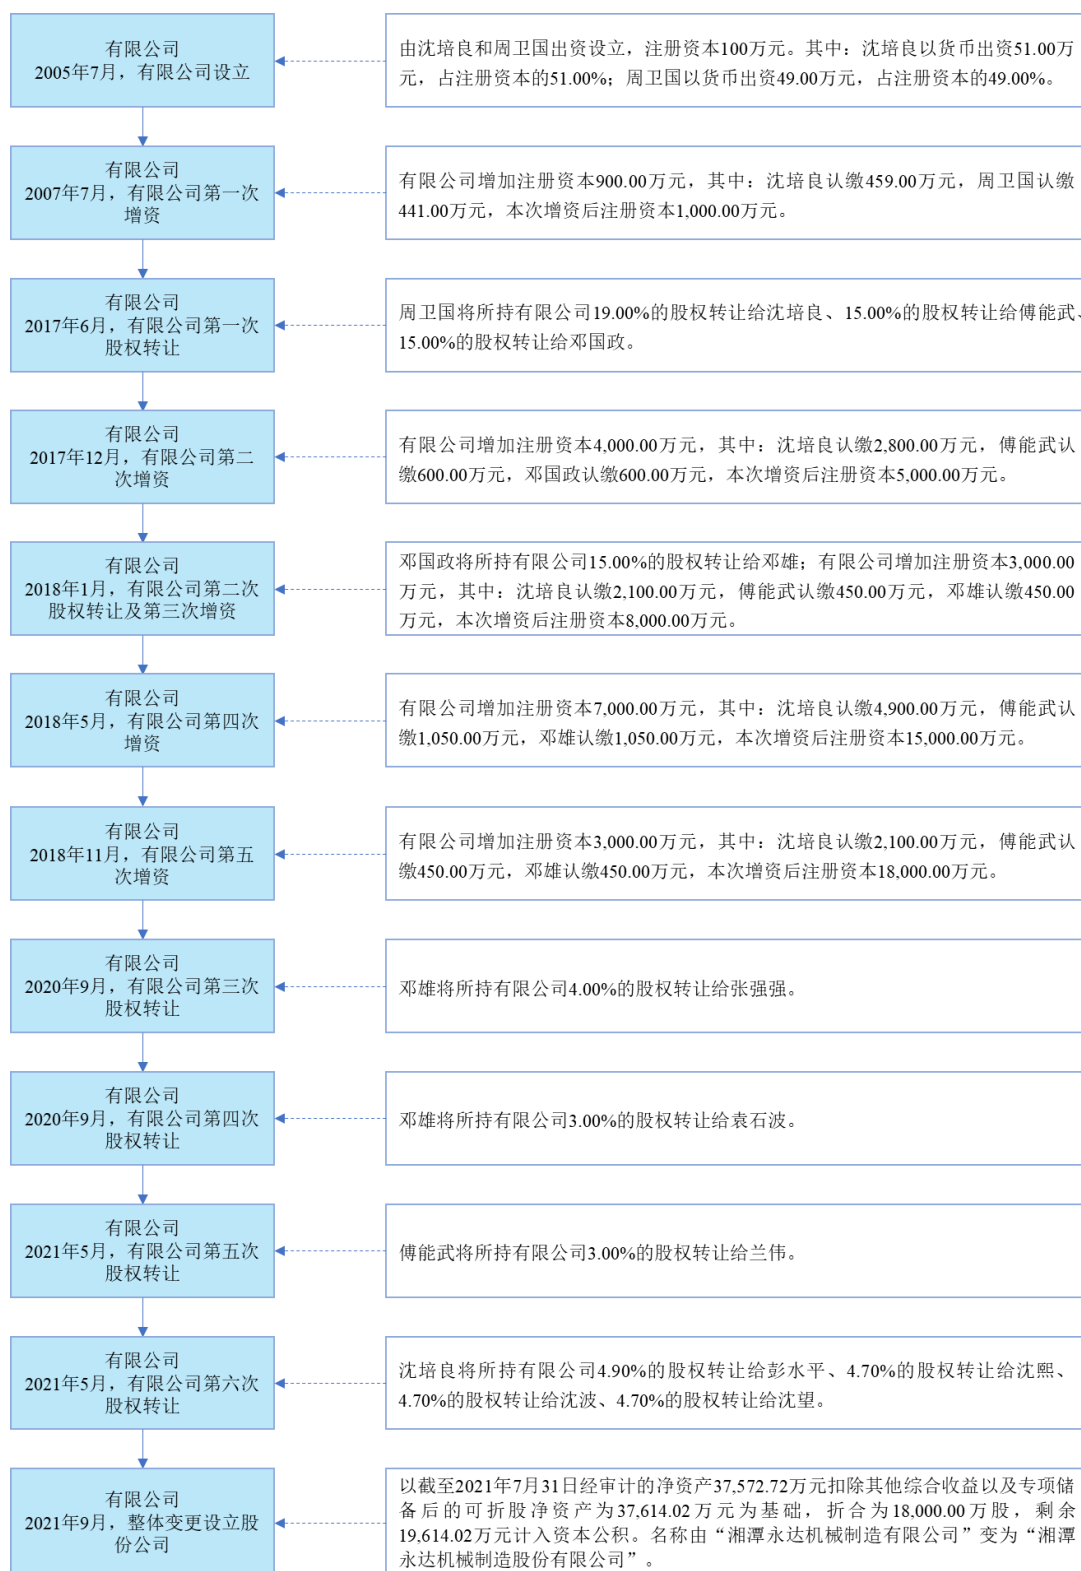 有限公司
2005年7月，有限公司设立
由沈培良和周卫国出资设立，注册资本100万元。其中：沈培良以货币出资51.00万
元，占注册资本的51.00%；周卫国以货币出资49.00万元，占注册资本的49.00%。
有限公司
2007年7月，有限公司第一次
增资
有限公司增加注册资本900.00万元，其中：沈培良认缴459.00万元，周卫国认缴
441.00万元，本次增资后注册资本1,000.00万元。
有限公司
2017年6月，有限公司第一次
股权转让
周卫国将所持有限公司19.00%的股权转让给沈培良、15.00%的股权转让给傅能武、
15.00%的股权转让给邓国政。
有限公司
2017年12月，有限公司第二
次增资
有限公司增加注册资本4,000.00万元，其中：沈培良认缴2,800.00万元，傅能武认
缴600.00万元，邓国政认缴600.00万元，本次增资后注册资本5,000.00万元。
有限公司
2018年1月，有限公司第二次
股权转让及第三次增资
邓国政将所持有限公司15.00%的股权转让给邓雄；有限公司增加注册资本3,000.00
万元，其中：沈培良认缴2,100.00万元，傅能武认缴450.00万元，邓雄认缴450.00
万元，本次增资后注册资本8,000.00万元。
有限公司
2018年5月，有限公司第四次
增资
有限公司增加注册资本7,000.00万元，其中：沈培良认缴4,900.00万元，傅能武认
缴1,050.00万元，邓雄认缴1,050.00万元，本次增资后注册资本15,000.00万元。
有限公司
2018年11月，有限公司第五
次增资
有限公司增加注册资本3,000.00万元，其中：沈培良认缴2,100.00万元，傅能武认
缴450.00万元，邓雄认缴450.00万元，本次增资后注册资本18,000.00万元。
有限公司
2020年9月，有限公司第三次
股权转让
邓雄将所持有限公司4.00%的股权转让给张强强。
有限公司
2020年9月，有限公司第四次
股权转让
邓雄将所持有限公司3.00%的股权转让给袁石波。
有限公司
2021年5月，有限公司第五次
股权转让
傅能武将所持有限公司3.00%的股权转让给兰伟。
有限公司
2021年5月，有限公司第六次
股权转让
沈培良将所持有限公司4.90%的股权转让给彭水平、4.70%的股权转让给沈熙、
4.70%的股权转让给沈波、4.70%的股权转让给沈望。
有限公司
2021年9月，整体变更设立股
份公司
以截至2021年7月31日经审计的净资产37,572.72万元扣除其他综合收益以及专项储
备后的可折股净资产为37,614.02万元为基础，折合为18,000.00万股，剩余
19,614.02万元计入资本公积。名称由“湘潭永达机械制造有限公司”变为“湘潭
永达机械制造股份有限公司”。